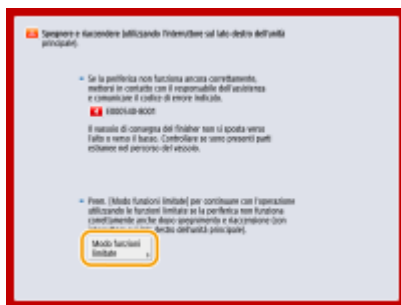 Spegnere e riaccendere (utilizzando l'interruttore sul lato destro dell'unità
principale).
Se la periferica non funziona ancora correttamente,
mettersi in contatto con il responsabile dell'assistenza
e comunicare il codice di errore indicato.
E000540-8001
Il vassoio di consegna del finisher non si sposta verso
l'alto o verso il basso. Controllare se sono presenti parti
estranee nel percorso del vassoio.
Prem. [Modo funzioni limitate] per continuare con l'operazione
utilizzando le funzioni limitate se la periferica non funziona
correttamente anche dopo spegnimento e riaccensione (con
interruttore sul lato destro dell'unità principale).
Modo funzioni
limitate